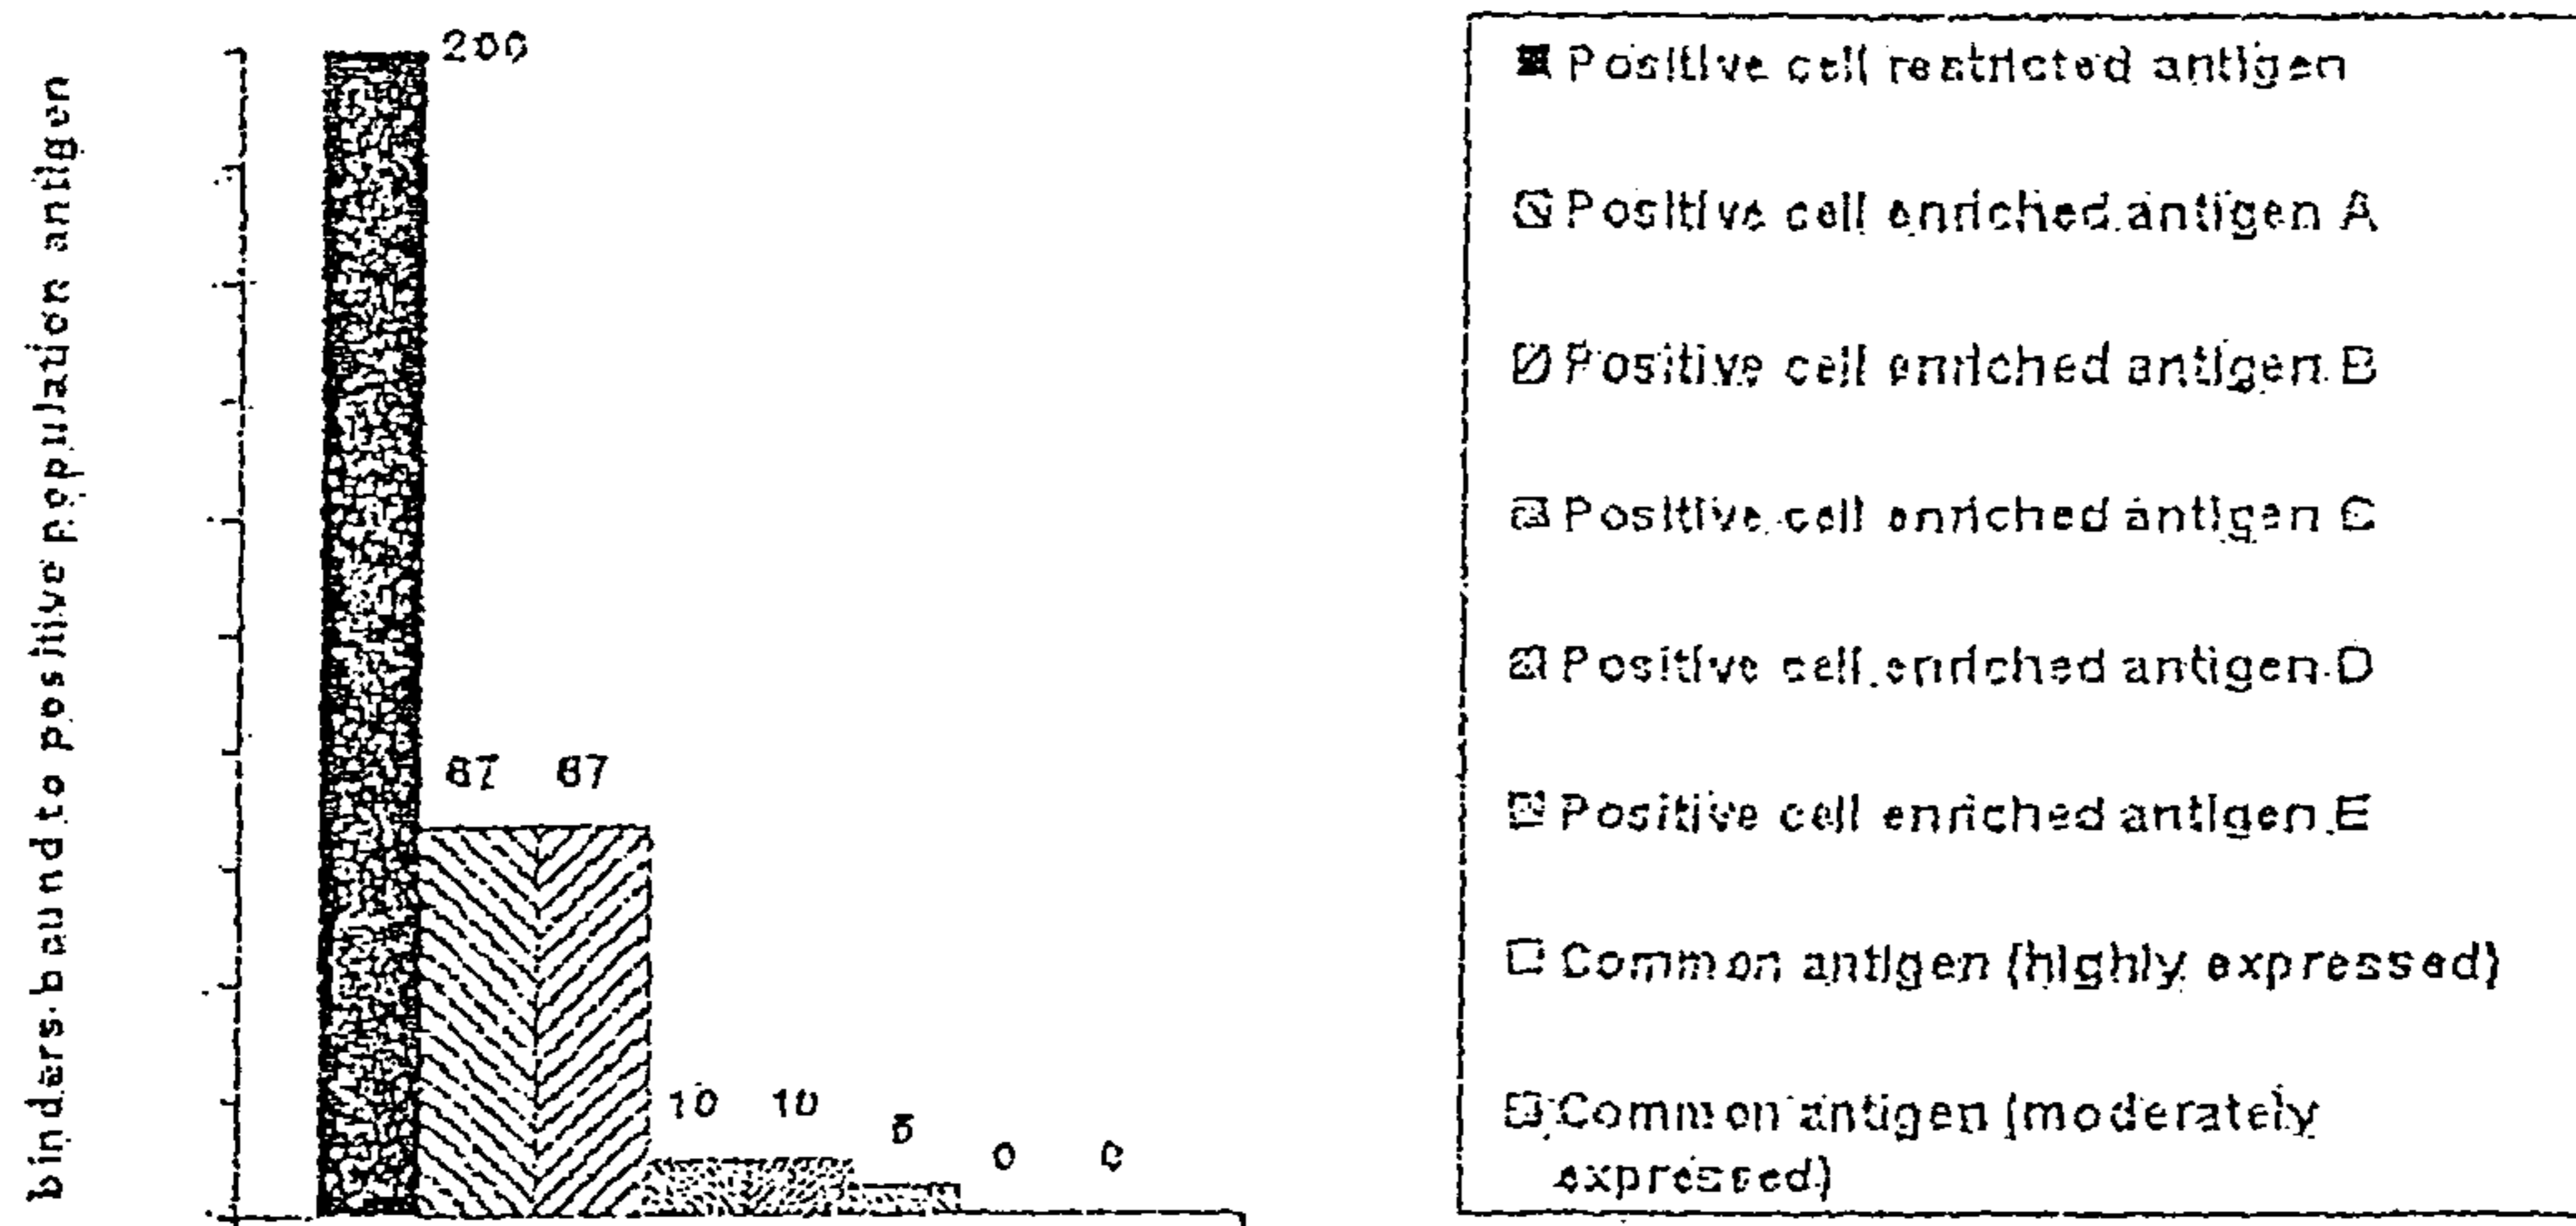 binders bound to positive population antigen
200
67 67
10 10
5
0 0
Positive cell restricted antigen
Positive cell enriched antigen A
Positive cell enriched antigen B
Positive cell enriched antigen C
Positive cell enriched antigen D
Positive cell enriched antigen E
Common antigen (highly expressed)
Common antigen (moderately
expressed)